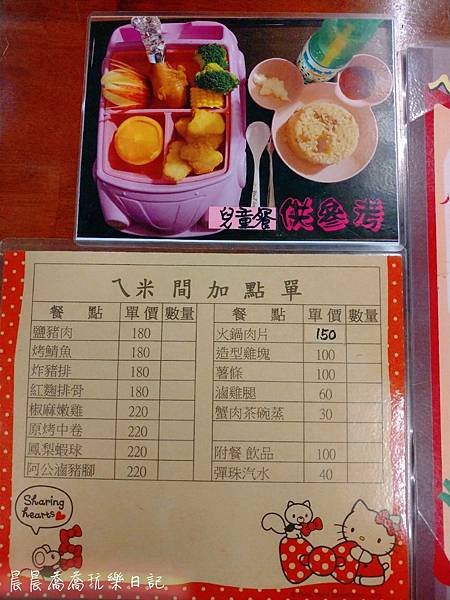 兒童餐 供參考
ㄟ米間加點單
餐 點 單價 數量 餐 點 單價 數量
鹽豬肉 180 火鍋肉片 150
烤鯖魚 180 造型雞塊 100
炸豬排 180 薯條 100
紅麴排骨 180 滷雞腿 60
椒麻嫩雞 220 蟹肉茶碗蒸 30
原烤中卷 220
鳳梨蝦球 220 附餐 飲品 100
阿公滷豬腳 220 彈珠汽水 40
Sharing
hearts
晨晨喬喬玩樂日記